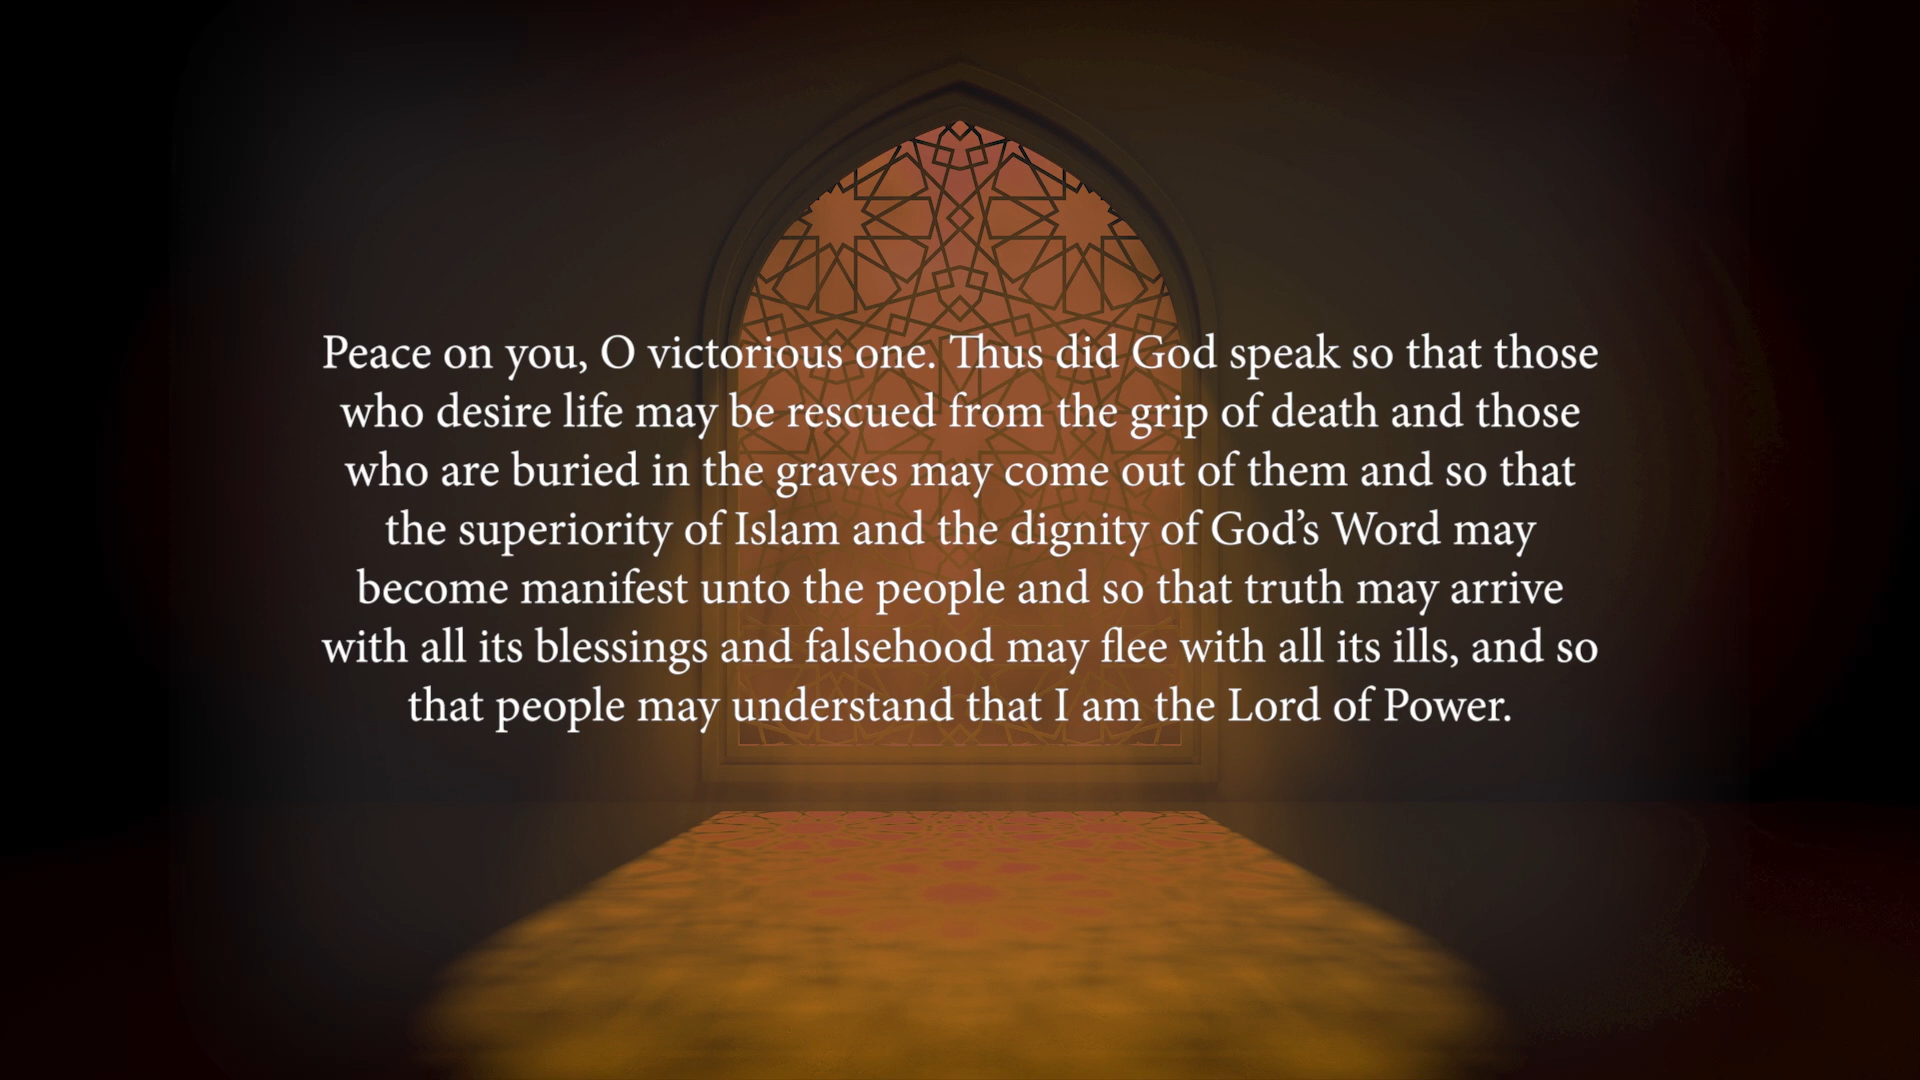 Peace on you, O victorious one. Thus did God speak so that those
who desire life may be rescued from the grip of death and those
who are buried in the graves may come out of them and so that
the superiority of Islam and the dignity of God’s Word may
become manifest unto the people and so that truth may arrive
with all its blessings and falsehood may flee with all its ills, and so
that people may understand that I am the Lord of Power.